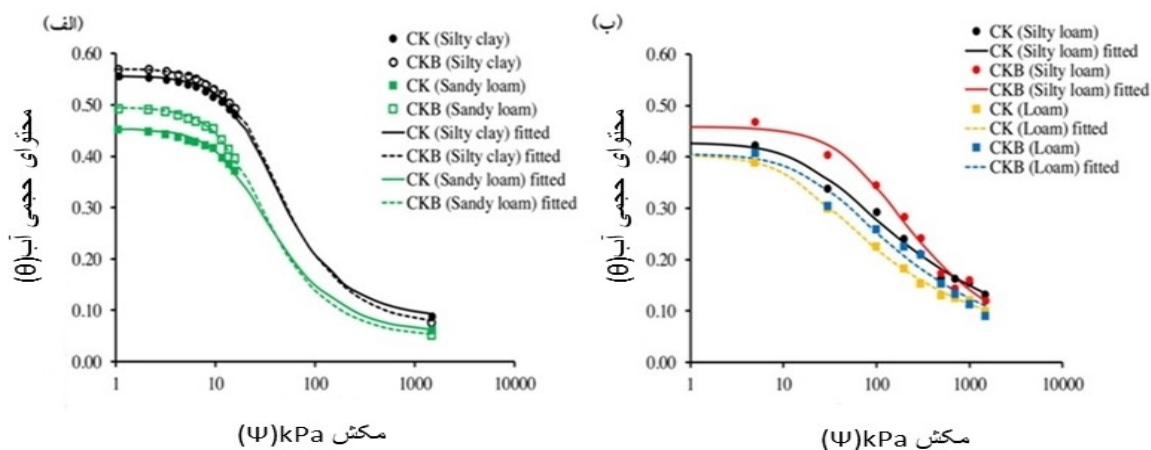 (الف)
CK (Silty clay)
CKB (Silty clay)
CK (Sandy loam)
CKB (Sandy loam)
CK (Silty clay) fitted
CKB (Silty clay) fitted
CK (Sandy loam) fitted
CKB (Sandy loam) fitted
0.60
0.50
0.40
0.30
0.20
0.10
0.00
1 10 100 1000 10000
محتوای حجمی آب(θ)
مکش kPa(Ψ)
(ب)
CK (Silty loam)
CK (Silty loam) fitted
CKB (Silty loam)
CKB (Silty loam) fitted
CK (Loam)
CK (Loam) fitted
CKB (Loam)
CKB (Loam) fitted
0.60
0.50
0.40
0.30
0.20
0.10
0.00
1 10 100 1000 10000
محتوای حجمی آب(θ)
مکش kPa(Ψ)